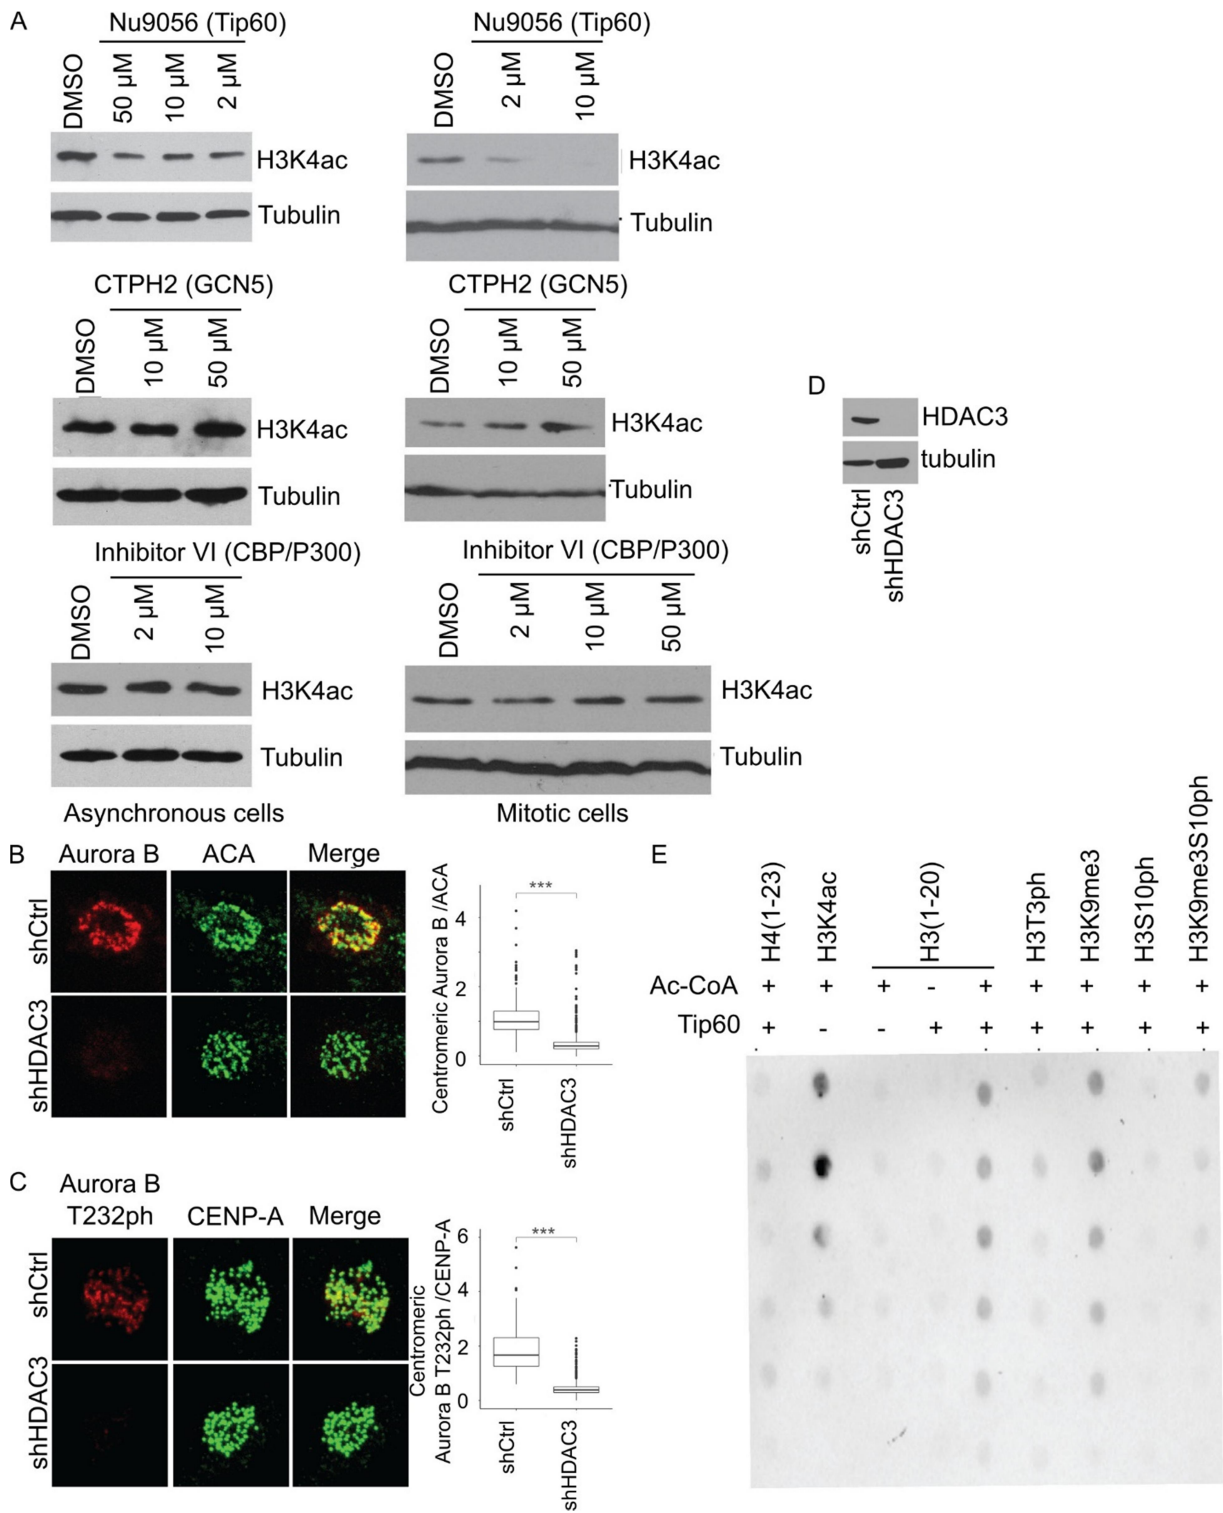 A
Nu9056 (Tip60)
DMSO
50 µM
10 µM
2 µM
H3K4ac
Tubulin
Nu9056 (Tip60)
DMSO
2 µM
10 µM
H3K4ac
Tubulin
CTPH2 (GCN5)
DMSO
10 µM
50 µM
H3K4ac
Tubulin
CTPH2 (GCN5)
DMSO
10 µM
50 µM
H3K4ac
Tubulin
Inhibitor VI (CBP/P300)
DMSO
2 µM
10 µM
H3K4ac
Tubulin
Asynchronous cells
Inhibitor VI (CBP/P300)
DMSO
2 µM
10 µM
50 µM
H3K4ac
Tubulin
Mitotic cells
D
HDAC3
tubulin
shCtrl
shHDAC3
B
Aurora B
ACA
Merge
shCtrl
shHDAC3
Centromeric Aurora B /ACA
4
2
0
***
shCtrl
shHDAC3
C
Aurora B
T232ph
CENP-A
Merge
shCtrl
shHDAC3
Centromeric
Aurora B T232ph /CENP-A
6
4
2
0
***
shCtrl
shHDAC3
E
H4(1-23)
H3K4ac
H3(1-20)
H3T3ph
H3K9me3
H3S10ph
H3K9me3S10ph
Ac-CoA + + + - + + + + +
Tip60 + - - + + + + + +